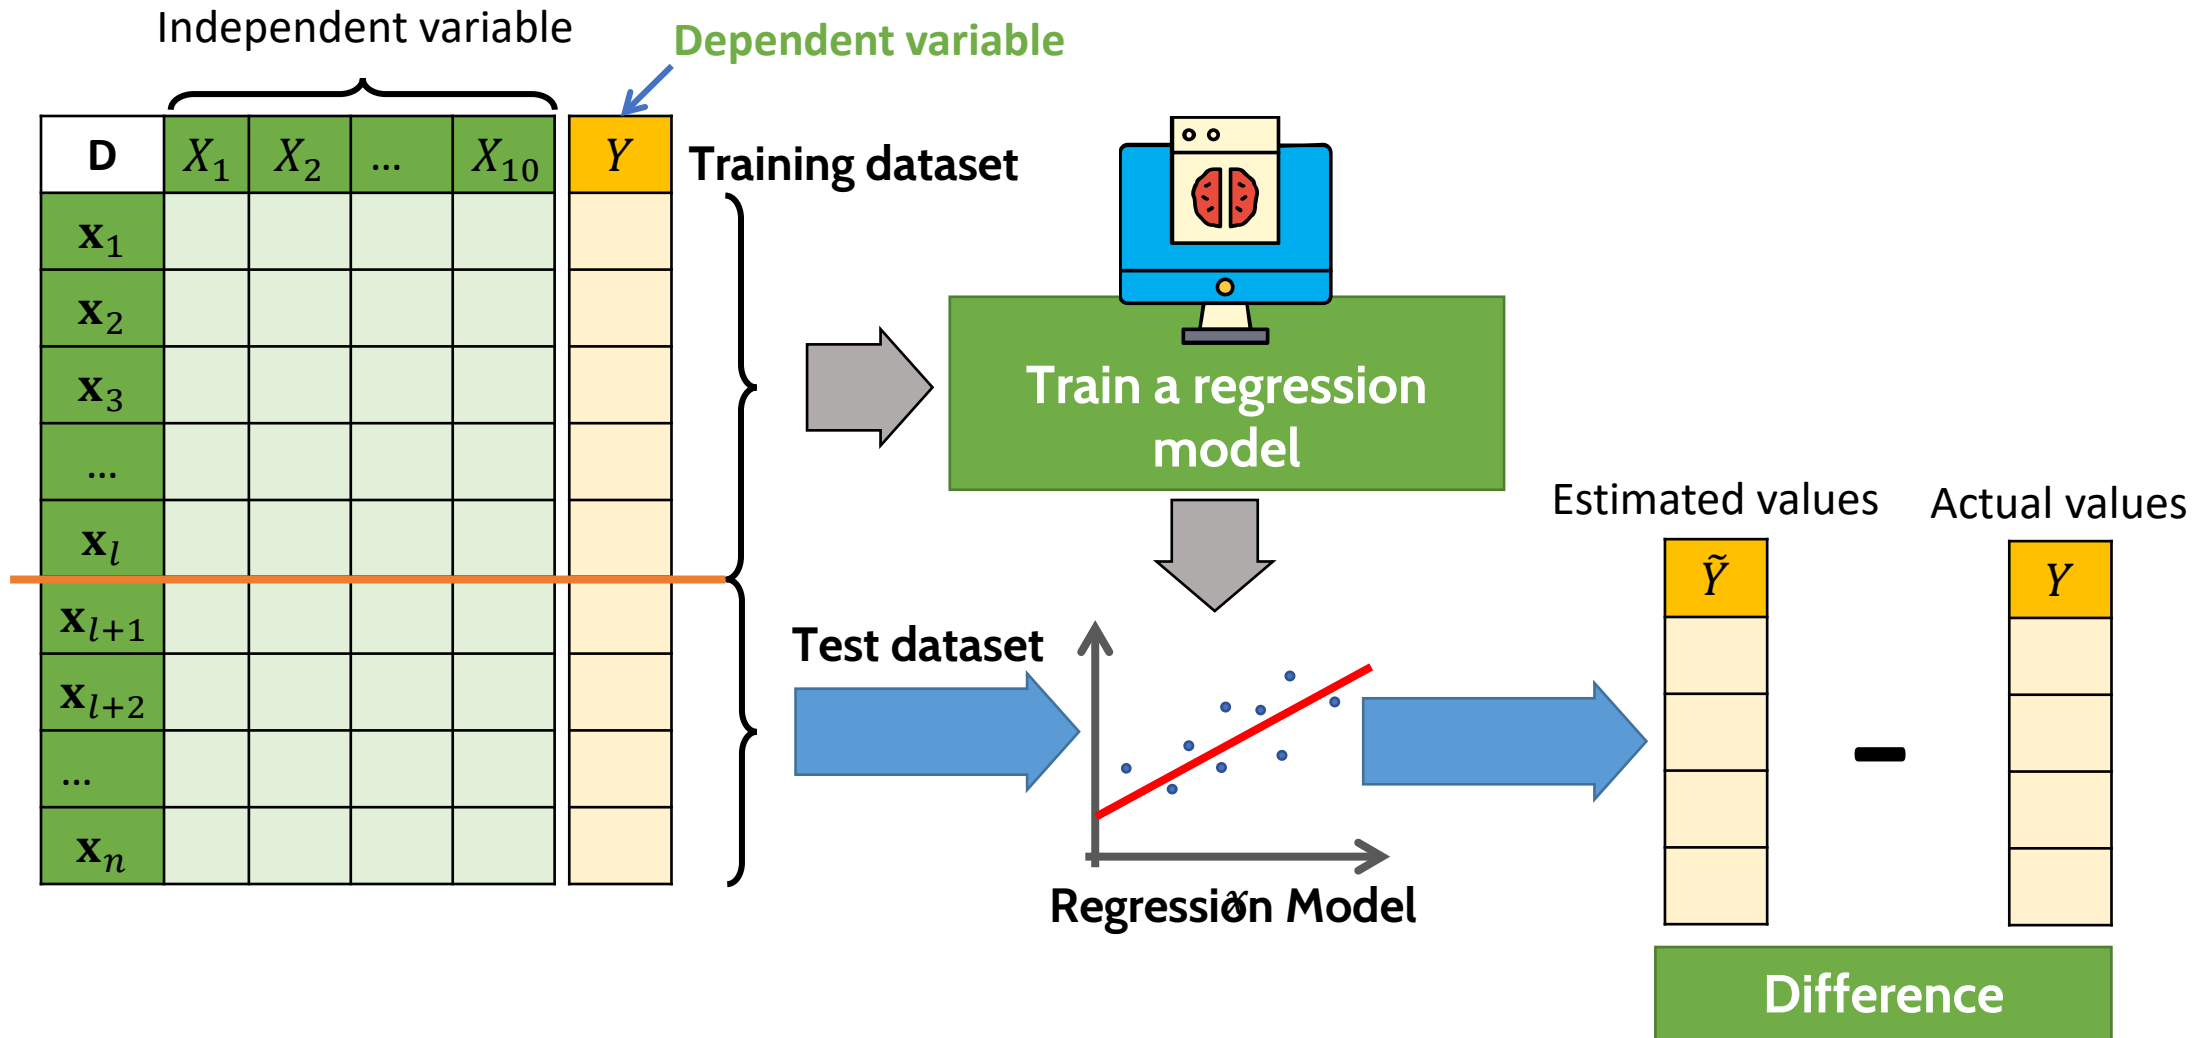 Independent variable
Dependent variable
D X₁ X₂ ... X₁₀ Y
Training dataset
x₁
x₂
x₃
...
xₗ
xₗ₊₁
xₗ₊₂
...
xₙ
Train a regression
model
Test dataset
x
Regression Model
Estimated values
Ỹ
Actual values
Y
-
Difference